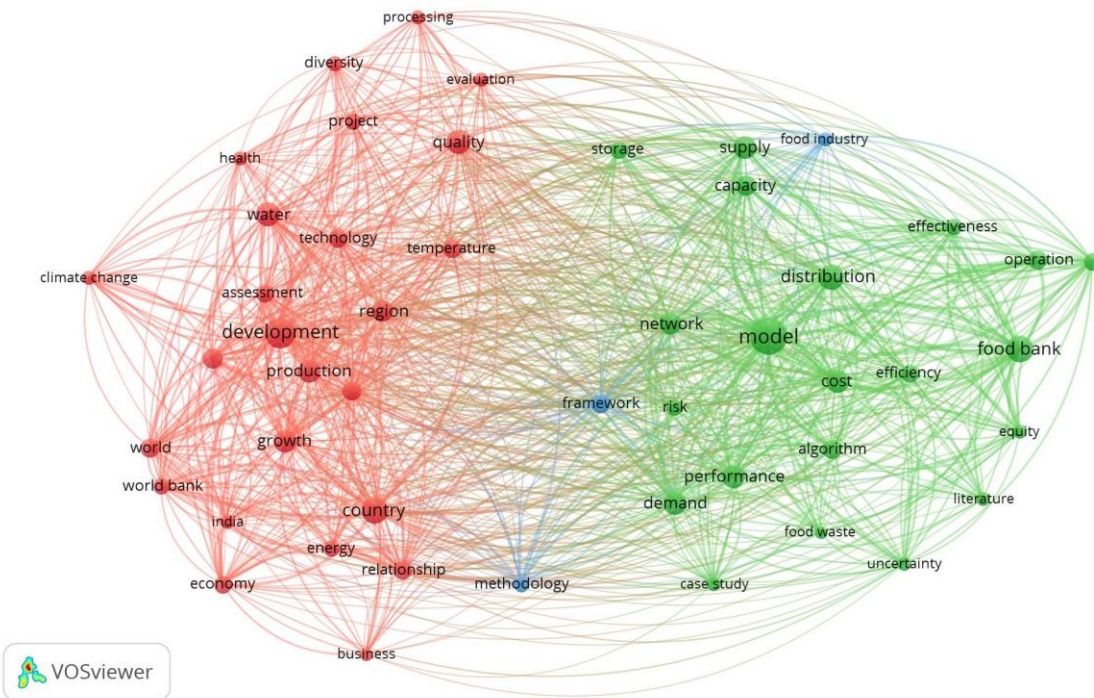 processing
diversity
evaluation
project
quality
health
storage
supply
food industry
capacity
water
technology
temperature
effectiveness
operation
climate change
assessment
distribution
development
region
network
model
food bank
production
cost
efficiency
framework
risk
growth
equity
world
algorithm
world bank
performance
country
demand
literature
india
food waste
energy
relationship
economy
methodology
case study
uncertainty
business
VOSviewer